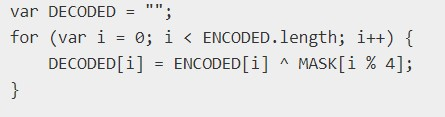 var DECODED = "";
for (var i = 0; i < ENCODED.length; i++) {
    DECODED[i] = ENCODED[i] ^ MASK[i % 4];
}